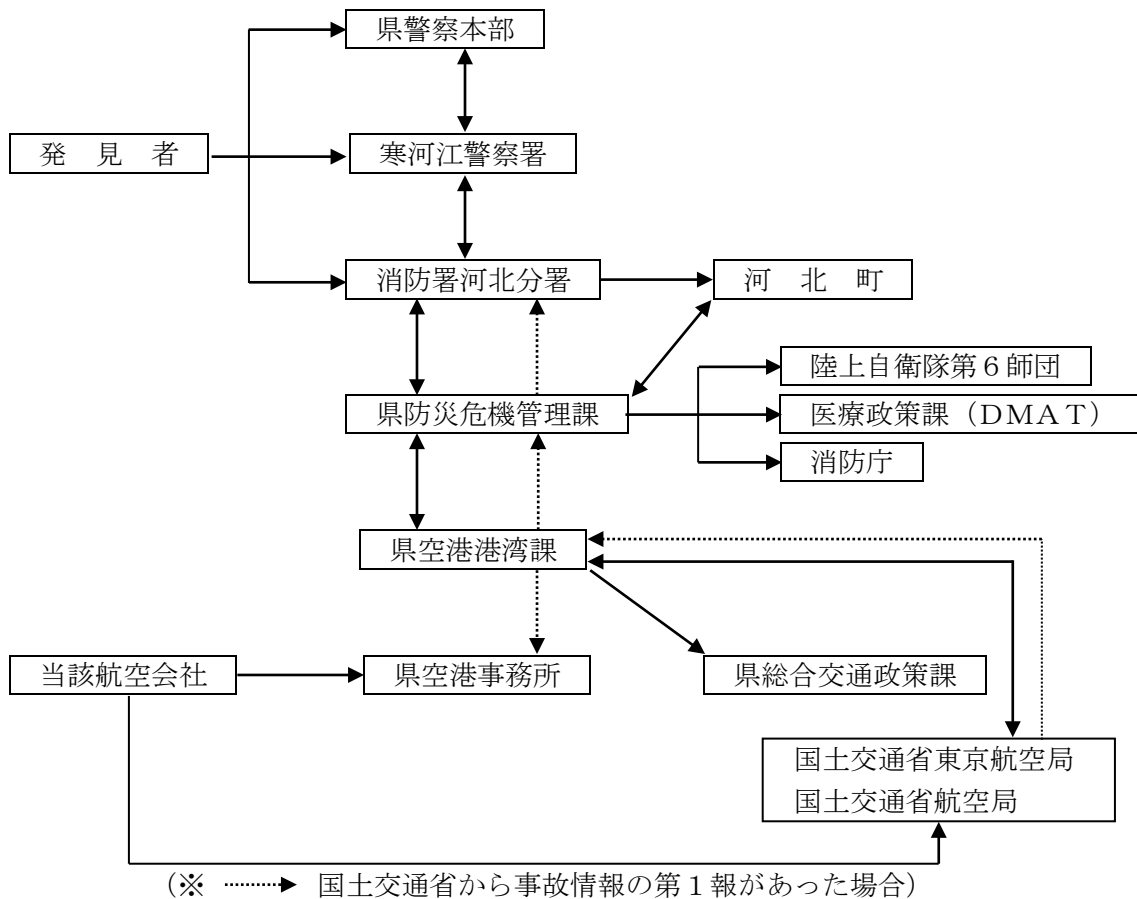 県警察本部
発　見　者
寒河江警察署
消防署河北分署
河　北　町
陸上自衛隊第６師団
県防災危機管理課
医療政策課（ＤＭＡＴ）
消防庁
県空港港湾課
当該航空会社
県空港事務所
県総合交通政策課
国土交通省東京航空局
国土交通省航空局
（※　　　　国土交通省から事故情報の第１報があった場合）